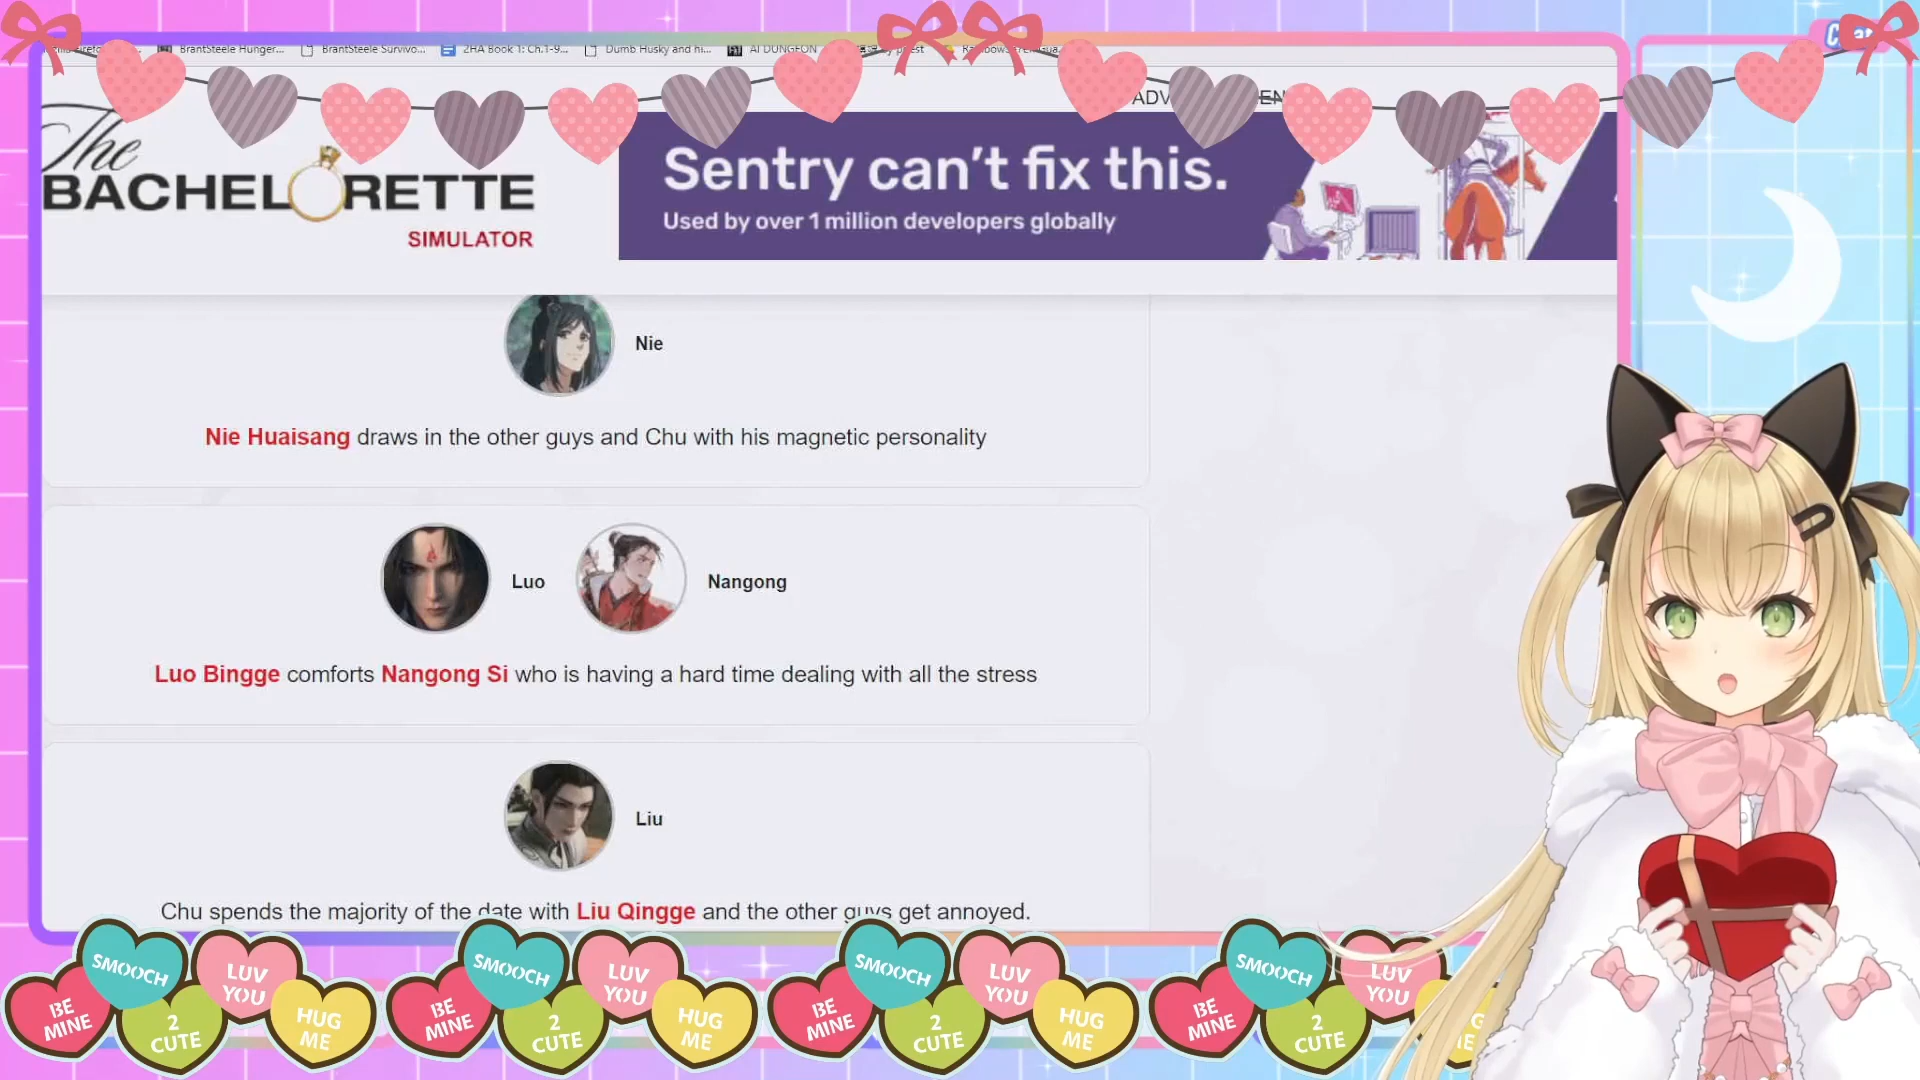 BrantSteele Hunger...
BrantSteele Survivo...
2HA Book 1: Ch.1-9...
Dumb Husky and hi...
AI DUNGEON
The
BACHELORETTE
SIMULATOR
Sentry can't fix this.
Used by over 1 million developers globally
Nie
Nie Huaisang draws in the other guys and Chu with his magnetic personality
Luo
Nangong
Luo Bingge comforts Nangong Si who is having a hard time dealing with all the stress
Liu
Chu spends the majority of the date with Liu Qingge and the other guys get annoyed.
BE MINE
SMOOCH
2 CUTE
LUV YOU
HUG ME
BE MINE
SMOOCH
2 CUTE
LUV YOU
HUG ME
BE MINE
SMOOCH
2 CUTE
LUV YOU
HUG ME
BE MINE
SMOOCH
2 CUTE
LUV YOU